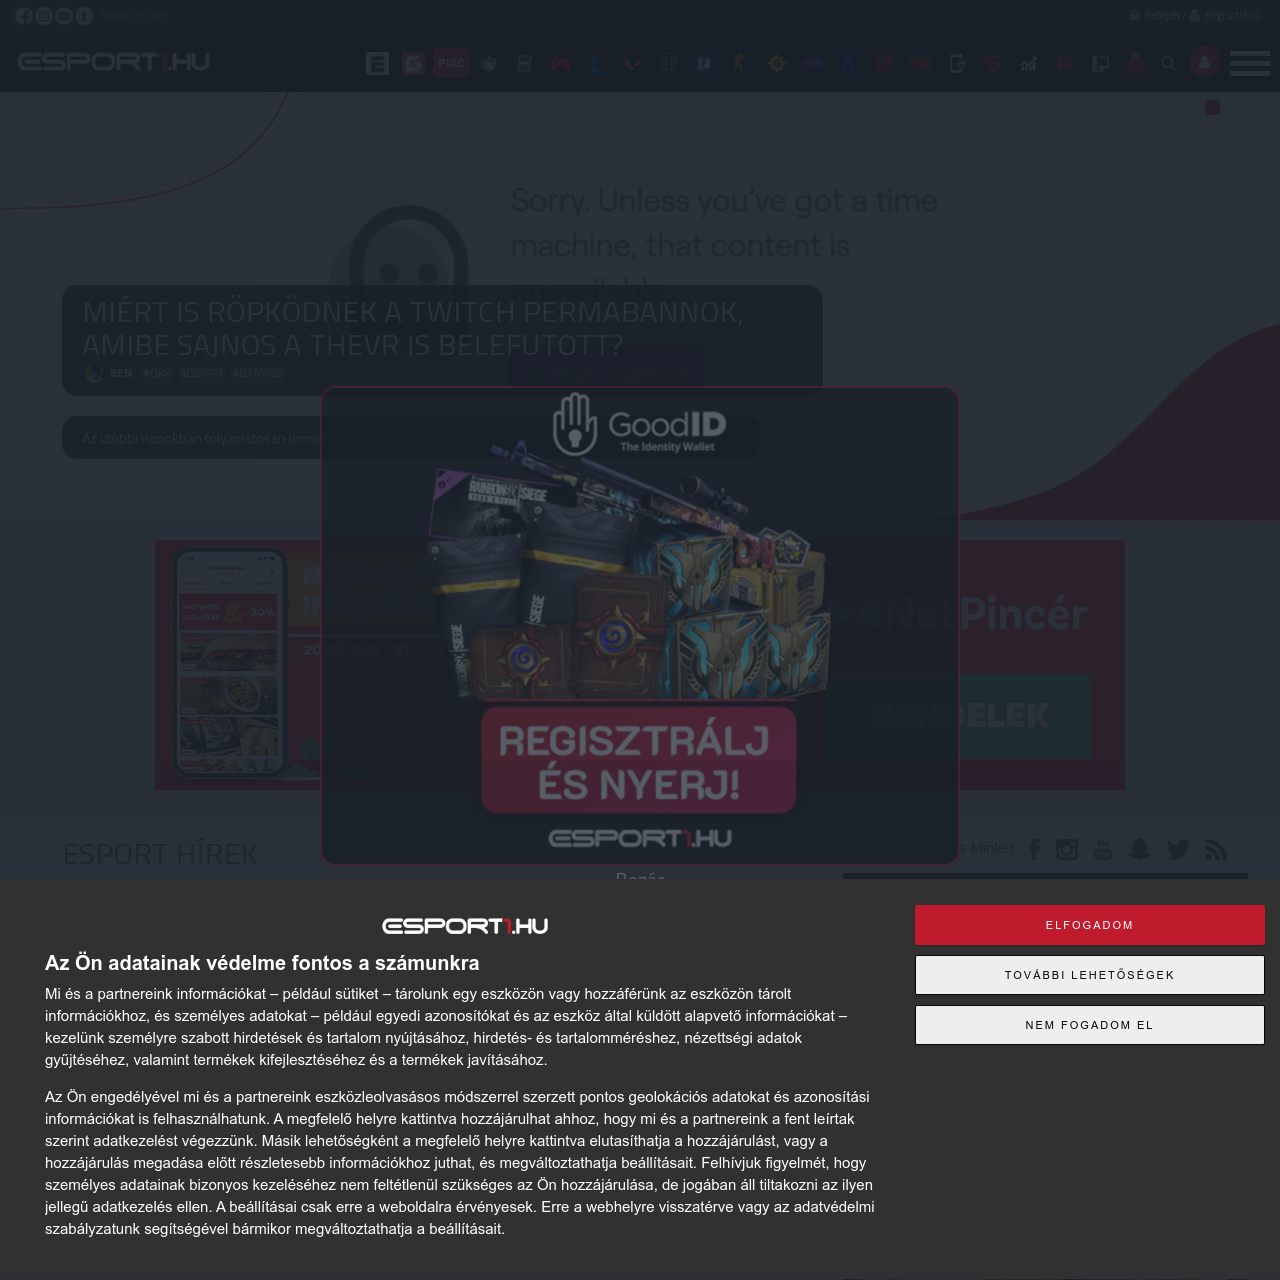 Belépés / Regisztráció
ESPORT1.HU
PIAC
Sorry. Unless you've got a time
machine, that content is
MIÉRT IS RÖPKÖDNEK A TWITCH PERMABANNOK,
AMIBE SAJNOS A THEVR IS BELEFUTOTT?
BEN #CIKK #ESPORT #GAMING
Az utóbbi napokban folyamatosan jönnek
GoodID
The Identity Wallet
RAINBOW SIX SIEGE
SIEGE
-30%
NetPincér
RENDELEK
REGISZTRÁLJ
ÉS NYERJ!
ESPORT1.HU
ESPORT HÍREK
Minket:
Bezár
ESPORT1.HU
Az Ön adatainak védelme fontos a számunkra
Mi és a partnereink információkat – például sütiket – tárolunk egy eszközön vagy hozzáférünk az eszközön tárolt
információkhoz, és személyes adatokat – például egyedi azonosítókat és az eszköz által küldött alapvető információkat –
kezelünk személyre szabott hirdetések és tartalom nyújtásához, hirdetés- és tartalomméréshez, nézettségi adatok
gyűjtéséhez, valamint termékek kifejlesztéséhez és a termékek javításához.
Az Ön engedélyével mi és a partnereink eszközleolvasásos módszerrel szerzett pontos geolokációs adatokat és azonosítási
információkat is felhasználhatunk. A megfelelő helyre kattintva hozzájárulhat ahhoz, hogy mi és a partnereink a fent leírtak
szerint adatkezelést végezzünk. Másik lehetőségként a megfelelő helyre kattintva elutasíthatja a hozzájárulást, vagy a
hozzájárulás megadása előtt részletesebb információkhoz juthat, és megváltoztathatja beállításait. Felhívjuk figyelmét, hogy
személyes adatainak bizonyos kezeléséhez nem feltétlenül szükséges az Ön hozzájárulása, de jogában áll tiltakozni az ilyen
jellegű adatkezelés ellen. A beállításai csak erre a weboldalra érvényesek. Erre a webhelyre visszatérve vagy az adatvédelmi
szabályzatunk segítségével bármikor megváltoztathatja a beállításait.
ELFOGADOM
TOVÁBBI LEHETŐSÉGEK
NEM FOGADOM EL